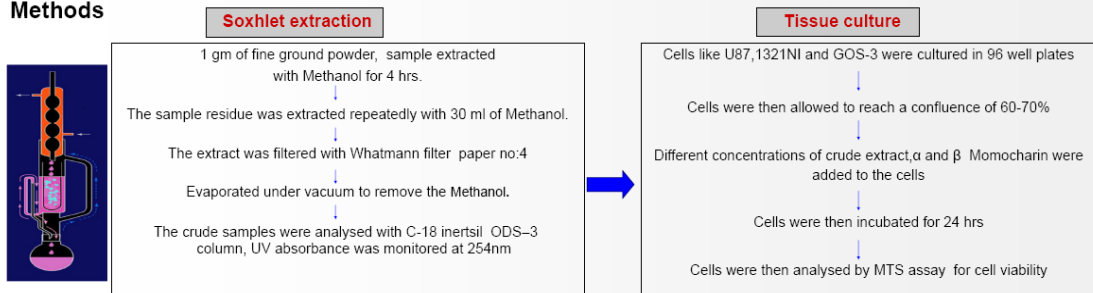 Methods
Soxhlet extraction
1 gm of fine ground powder, sample extracted
with Methanol for 4 hrs.
The sample residue was extracted repeatedly with 30 ml of Methanol.
The extract was filtered with Whatmann filter paper no:4
Evaporated under vacuum to remove the Methanol.
The crude samples were analysed with C-18 inertsil ODS–3
column, UV absorbance was monitored at 254nm
Tissue culture
Cells like U87,1321NI and GOS-3 were cultured in 96 well plates
Cells were then allowed to reach a confluence of 60-70%
Different concentrations of crude extract,α and β Momocharin were
added to the cells
Cells were then incubated for 24 hrs
Cells were then analysed by MTS assay for cell viability